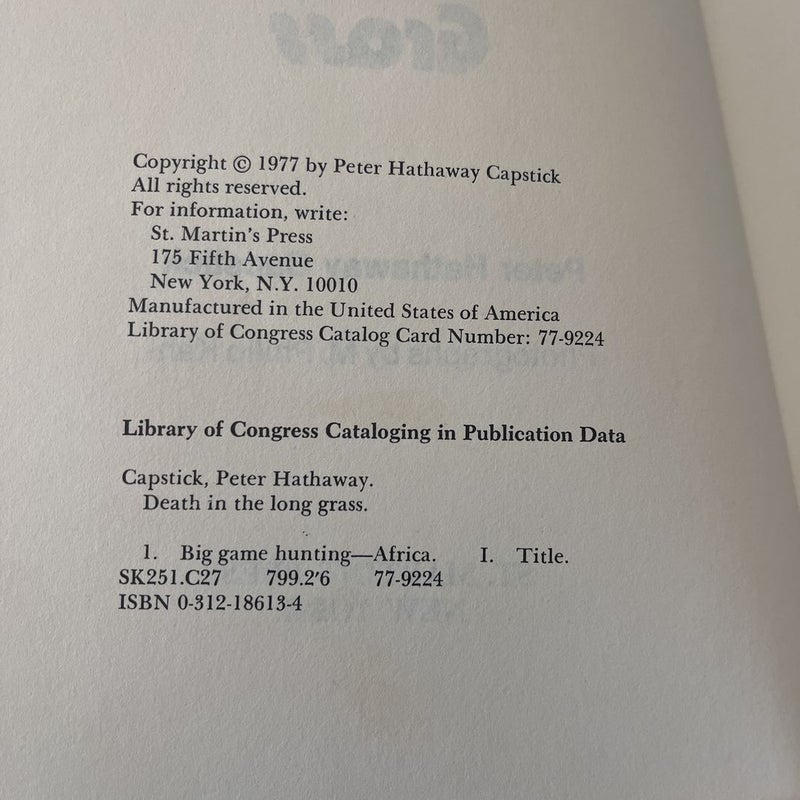 Copyright © 1977 by Peter Hathaway Capstick
All rights reserved.
For information, write:
St. Martin's Press
175 Fifth Avenue
New York, N.Y. 10010
Manufactured in the United States of America
Library of Congress Catalog Card Number: 77-9224
Library of Congress Cataloging in Publication Data
Capstick, Peter Hathaway.
Death in the long grass.
1. Big game hunting—Africa. I. Title.
SK251.C27 799.2'6 77-9224
ISBN 0-312-18613-4